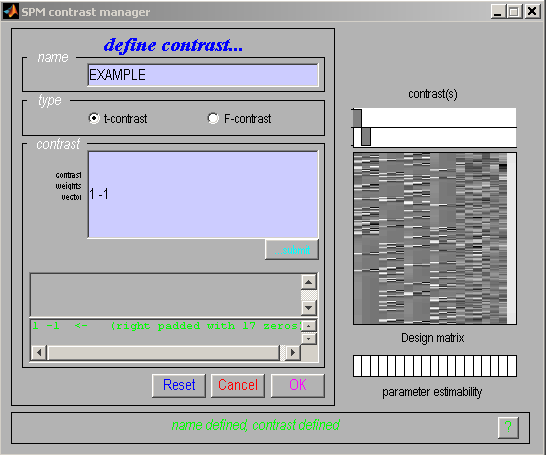 SPM contrast manager
define contrast...
name
EXAMPLE
type
t-contrast
F-contrast
contrast
contrast
weights
vector
1 -1
1 -1 <- (right padded with 17 zeros
Reset
Cancel
OK
contrast(s)
Design matrix
parameter estimability
name defined, contrast defined
?